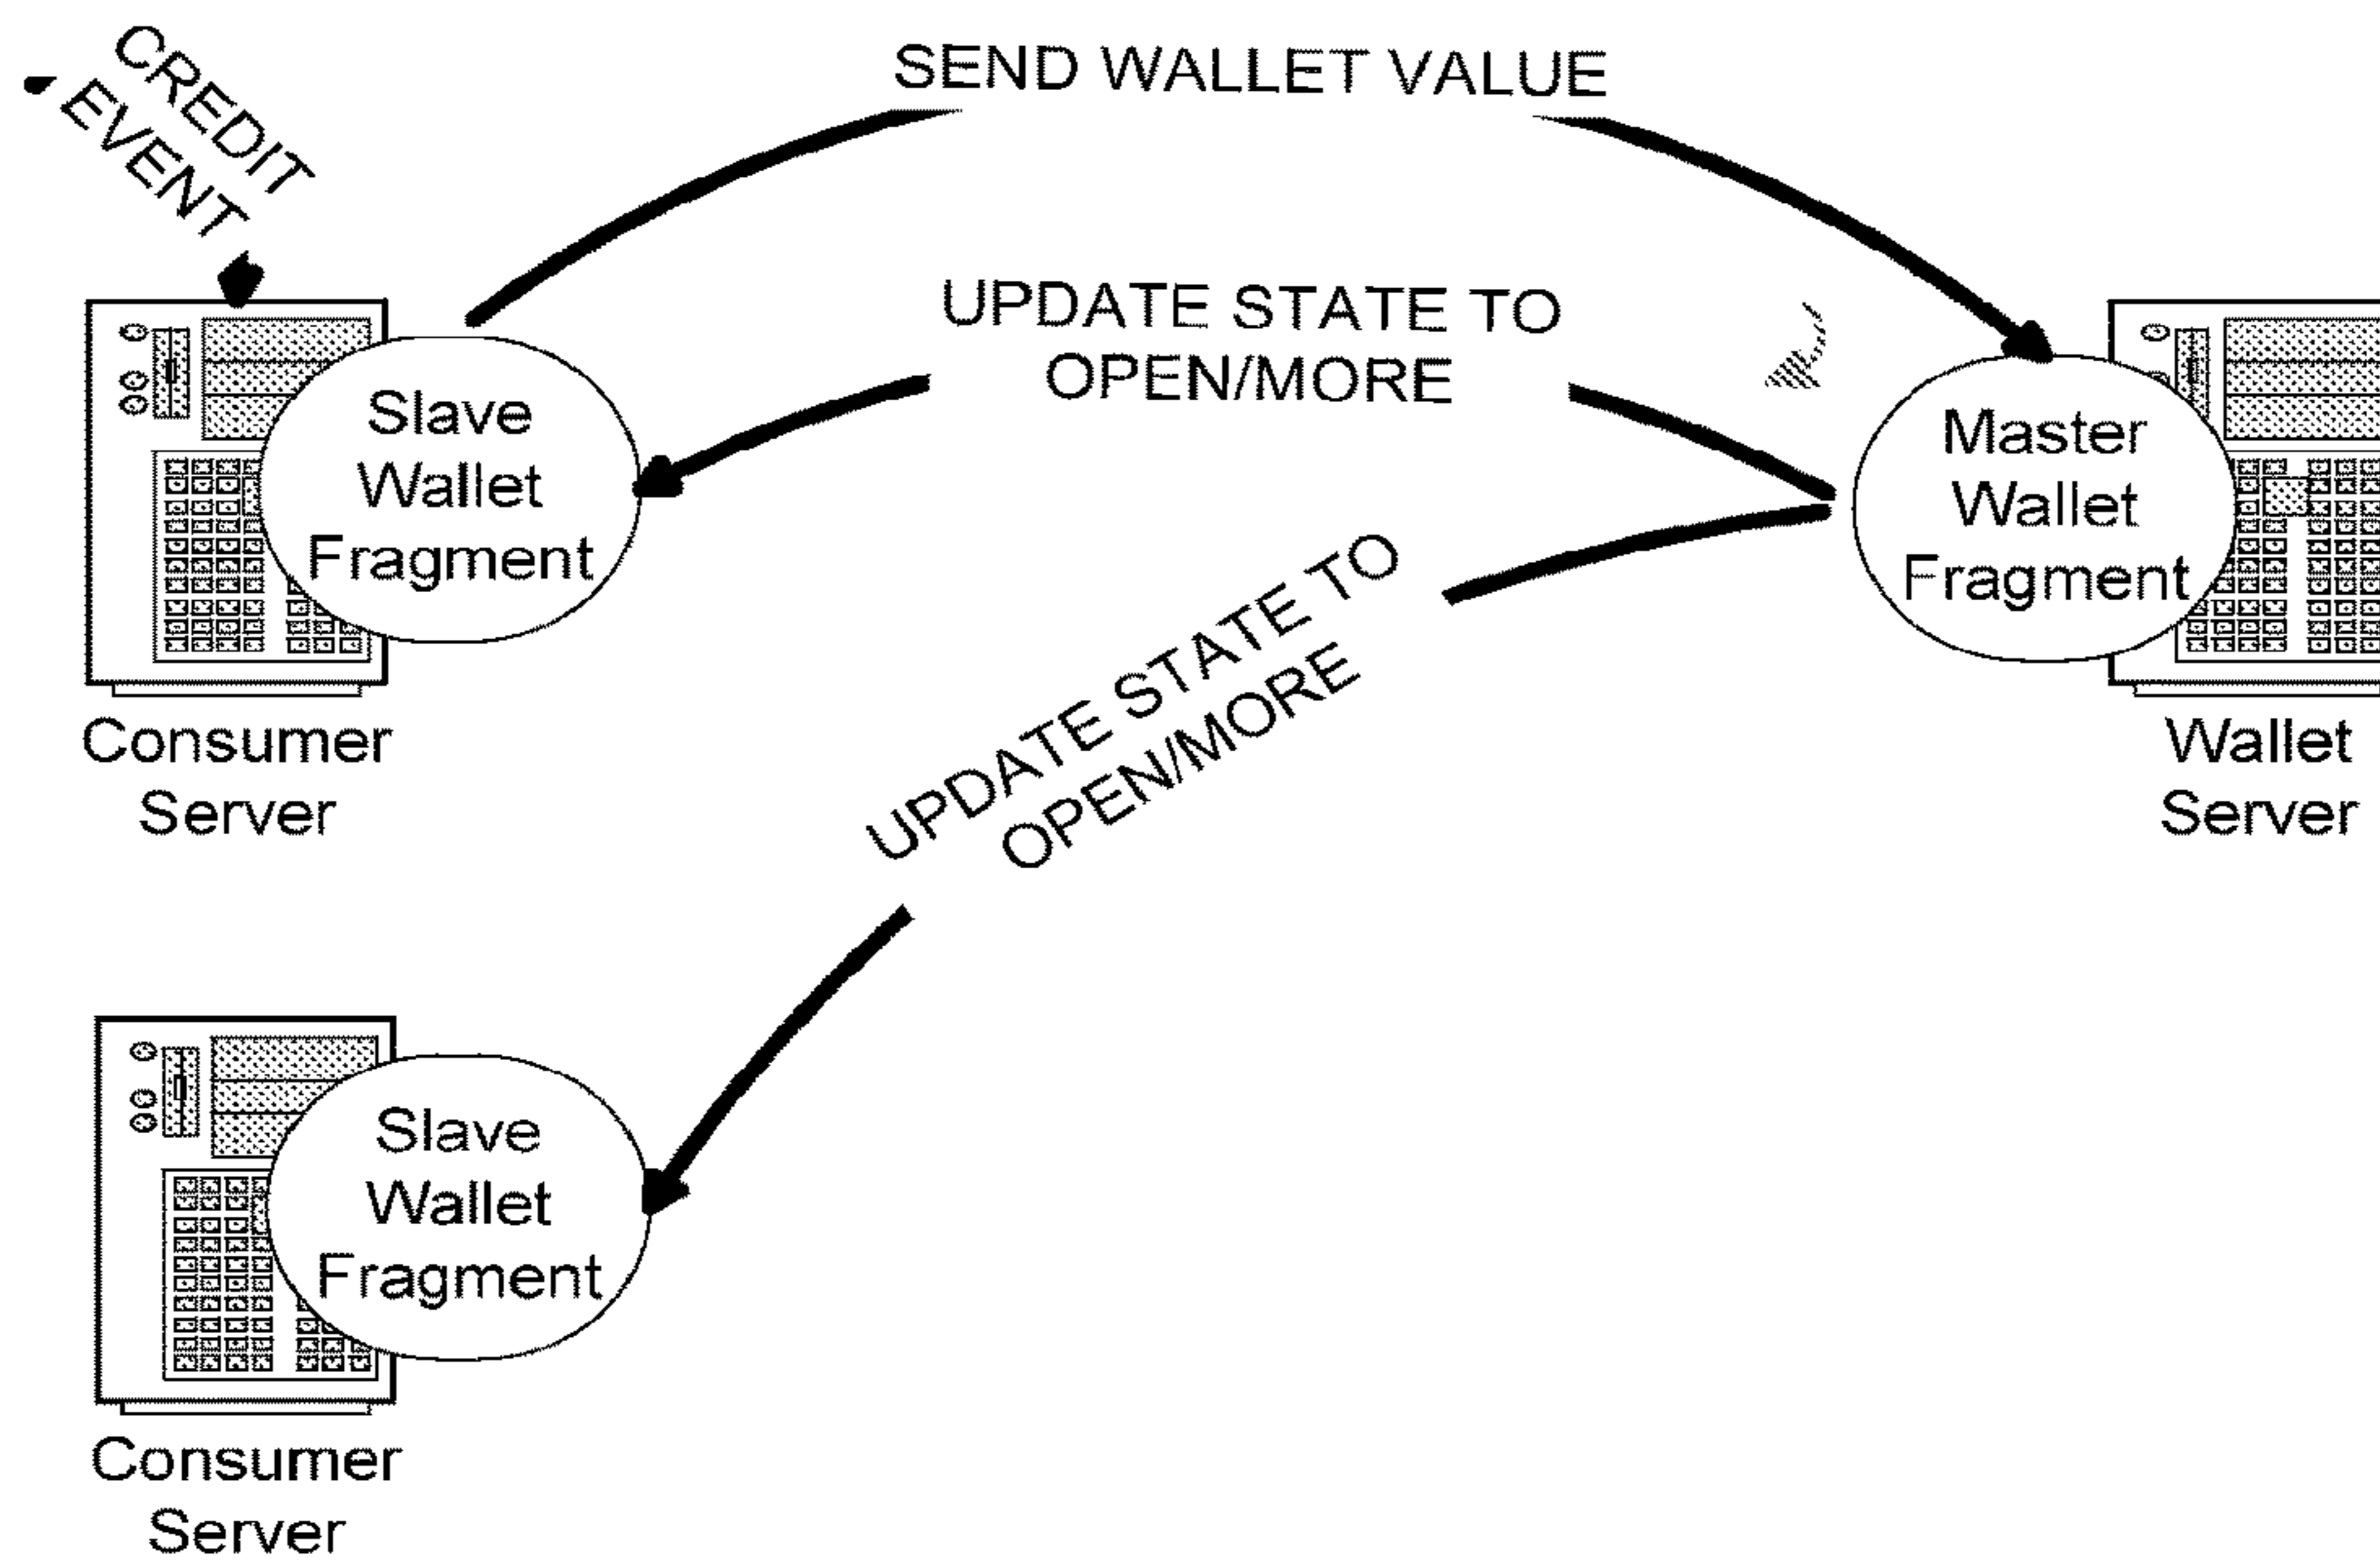 CREDIT
EVENT
SEND WALLET VALUE
UPDATE STATE TO
OPEN/MORE
Slave
Wallet
Fragment
Master
Wallet
Fragment
Consumer
Server
Wallet
Server
UPDATE STATE TO
OPEN/MORE
Slave
Wallet
Fragment
Consumer
Server